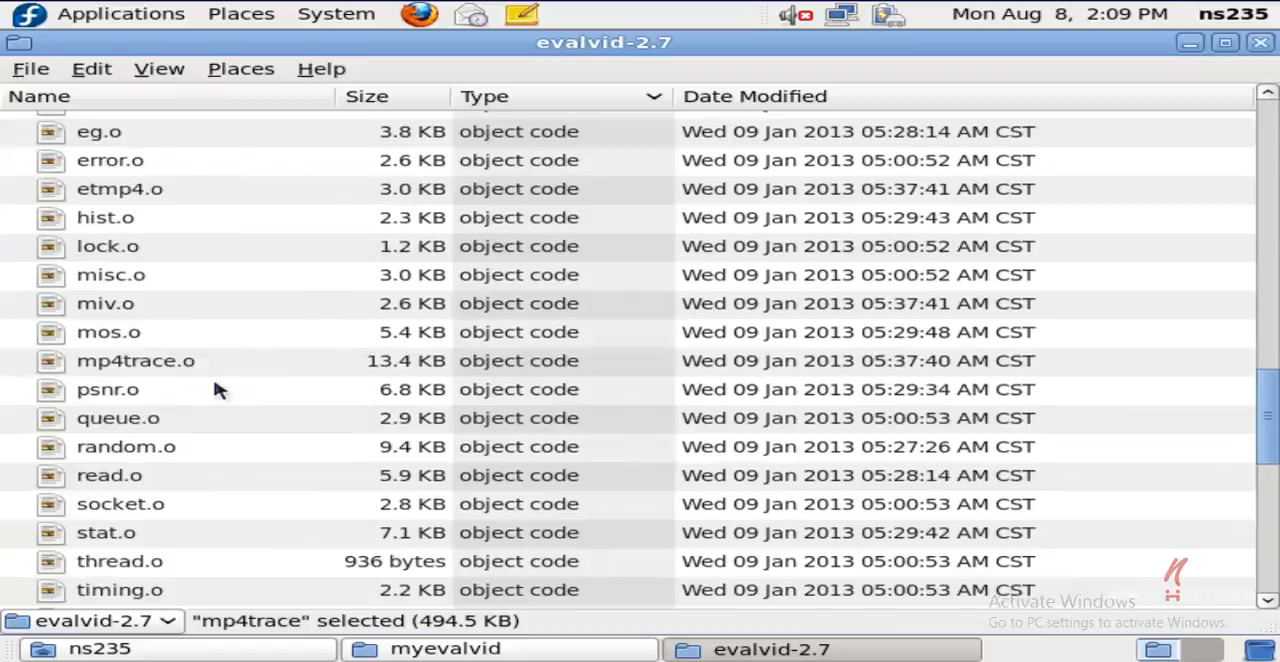 Applications Places System Mon Aug 8, 2:09 PM ns235
evalvid-2.7
File Edit View Places Help
Name Size Type Date Modified
eg.o 3.8 KB object code Wed 09 Jan 2013 05:28:14 AM CST
error.o 2.6 KB object code Wed 09 Jan 2013 05:00:52 AM CST
etmp4.o 3.0 KB object code Wed 09 Jan 2013 05:37:41 AM CST
hist.o 2.3 KB object code Wed 09 Jan 2013 05:29:43 AM CST
lock.o 1.2 KB object code Wed 09 Jan 2013 05:00:52 AM CST
misc.o 3.0 KB object code Wed 09 Jan 2013 05:00:52 AM CST
miv.o 2.6 KB object code Wed 09 Jan 2013 05:37:41 AM CST
mos.o 5.4 KB object code Wed 09 Jan 2013 05:29:48 AM CST
mp4trace.o 13.4 KB object code Wed 09 Jan 2013 05:37:40 AM CST
psnr.o 6.8 KB object code Wed 09 Jan 2013 05:29:34 AM CST
queue.o 2.9 KB object code Wed 09 Jan 2013 05:00:53 AM CST
random.o 9.4 KB object code Wed 09 Jan 2013 05:27:26 AM CST
read.o 5.9 KB object code Wed 09 Jan 2013 05:28:14 AM CST
socket.o 2.8 KB object code Wed 09 Jan 2013 05:00:53 AM CST
stat.o 7.1 KB object code Wed 09 Jan 2013 05:29:42 AM CST
thread.o 936 bytes object code Wed 09 Jan 2013 05:00:53 AM CST
timing.o 2.2 KB object code Wed 09 Jan 2013 05:00:53 AM CST
Activate Windows
Go to PC settings to activate Windows.
evalvid-2.7 "mp4trace" selected (494.5 KB)
ns235 myevalvid evalvid-2.7